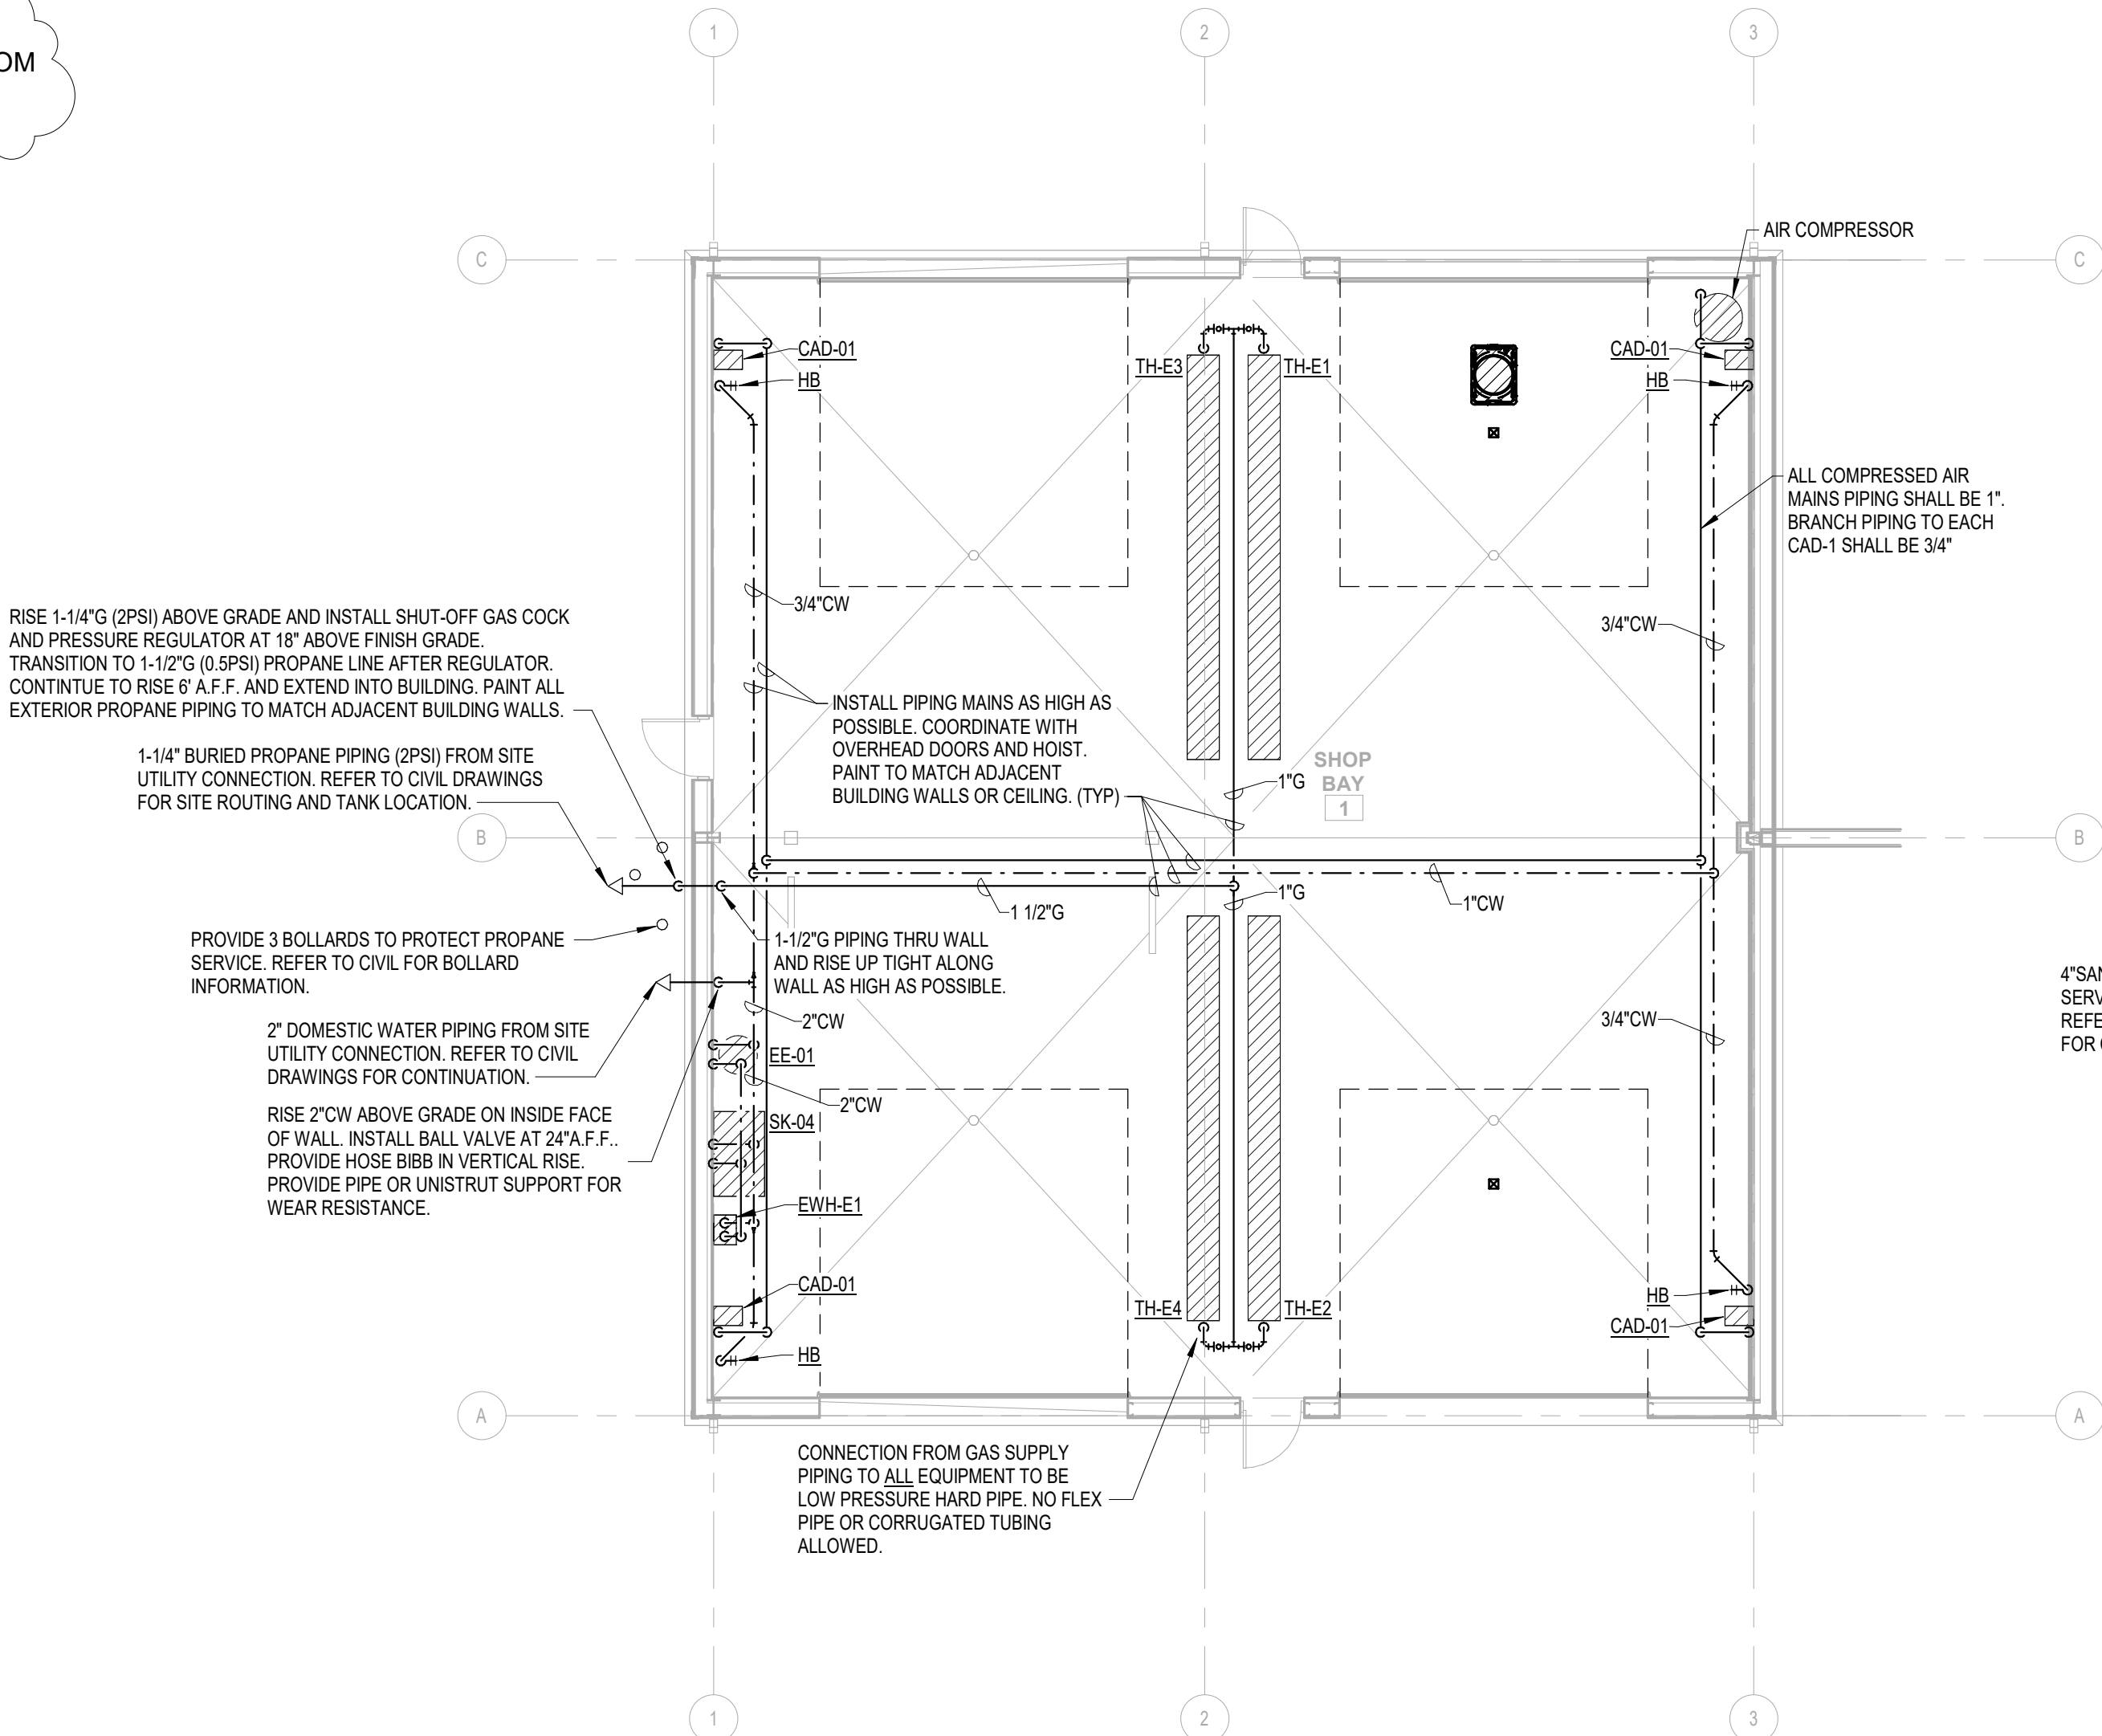 OM
1
2
3
C
C
AIR COMPRESSOR
CAD-01
HB
TH-E3
TH-E1
CAD-01
HB
ALL COMPRESSED AIR
MAINS PIPING SHALL BE 1".
BRANCH PIPING TO EACH
CAD-1 SHALL BE 3/4"
3/4"CW
3/4"CW
RISE 1-1/4"G (2PSI) ABOVE GRADE AND INSTALL SHUT-OFF GAS COCK
AND PRESSURE REGULATOR AT 18" ABOVE FINISH GRADE.
TRANSITION TO 1-1/2"G (0.5PSI) PROPANE LINE AFTER REGULATOR.
CONTINTUE TO RISE 6' A.F.F. AND EXTEND INTO BUILDING. PAINT ALL
EXTERIOR PROPANE PIPING TO MATCH ADJACENT BUILDING WALLS.
INSTALL PIPING MAINS AS HIGH AS
POSSIBLE. COORDINATE WITH
OVERHEAD DOORS AND HOIST.
PAINT TO MATCH ADJACENT
BUILDING WALLS OR CEILING. (TYP)
1-1/4" BURIED PROPANE PIPING (2PSI) FROM SITE
UTILITY CONNECTION. REFER TO CIVIL DRAWINGS
FOR SITE ROUTING AND TANK LOCATION.
SHOP
BAY
1
1"G
B
B
1"G
1 1/2"G
1"CW
PROVIDE 3 BOLLARDS TO PROTECT PROPANE
SERVICE. REFER TO CIVIL FOR BOLLARD
INFORMATION.
1-1/2"G PIPING THRU WALL
AND RISE UP TIGHT ALONG
WALL AS HIGH AS POSSIBLE.
2" DOMESTIC WATER PIPING FROM SITE
UTILITY CONNECTION. REFER TO CIVIL
DRAWINGS FOR CONTINUATION.
2"CW
EE-01
2"CW
3/4"CW
4"SAN
SERV
REFE
FOR
RISE 2"CW ABOVE GRADE ON INSIDE FACE
OF WALL. INSTALL BALL VALVE AT 24"A.F.F..
PROVIDE HOSE BIBB IN VERTICAL RISE.
PROVIDE PIPE OR UNISTRUT SUPPORT FOR
WEAR RESISTANCE.
SK-04
EWH-E1
CAD-01
HB
TH-E4
TH-E2
HB
CAD-01
A
A
CONNECTION FROM GAS SUPPLY
PIPING TO ALL EQUIPMENT TO BE
LOW PRESSURE HARD PIPE. NO FLEX
PIPE OR CORRUGATED TUBING
ALLOWED.
1
2
3